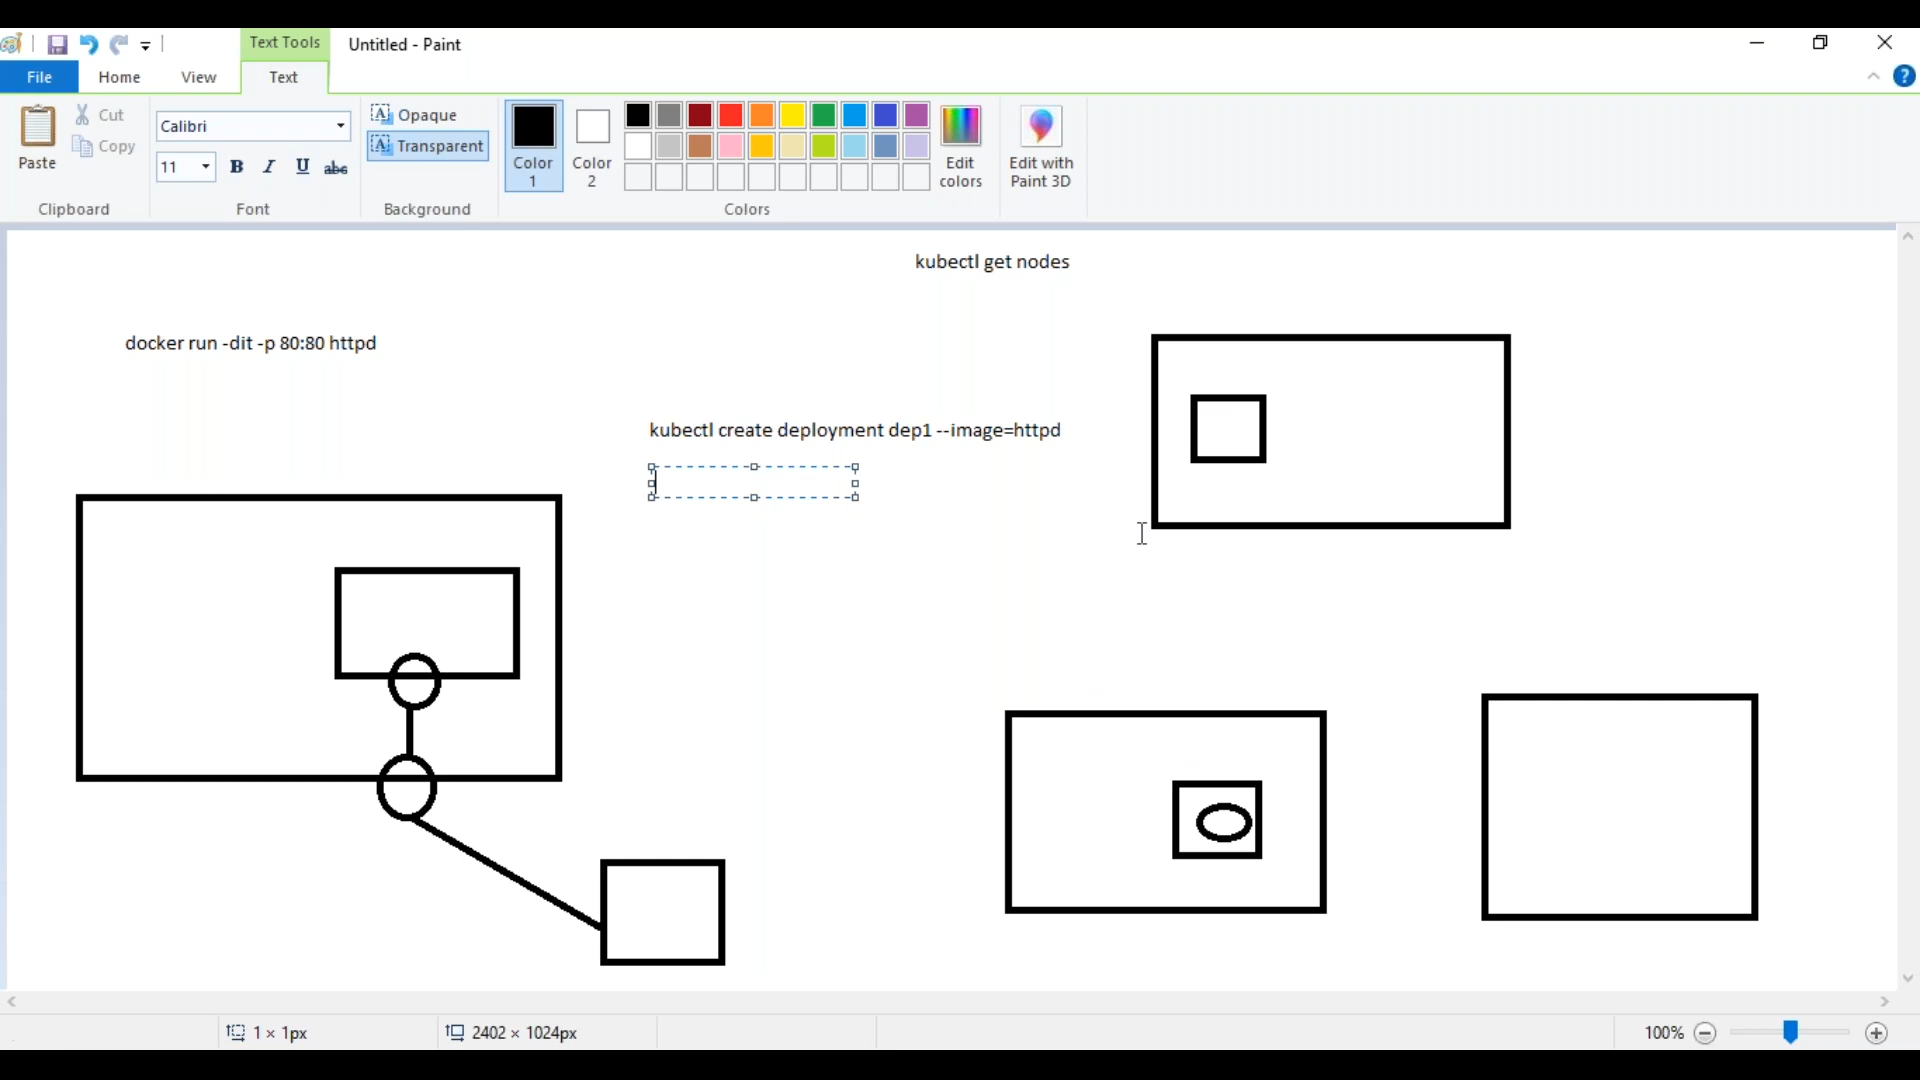 Text Tools
Untitled - Paint
File
Home
View
Text
Paste
Cut
Copy
Clipboard
Calibri
11
B
I
U
abc
Font
A Opaque
A Transparent
Background
Color
1
Color
2
Edit
colors
Colors
Edit with
Paint 3D
?
kubectl get nodes
docker run -dit -p 80:80 httpd
kubectl create deployment dep1 --image=httpd
1 × 1px
2402 × 1024px
100%